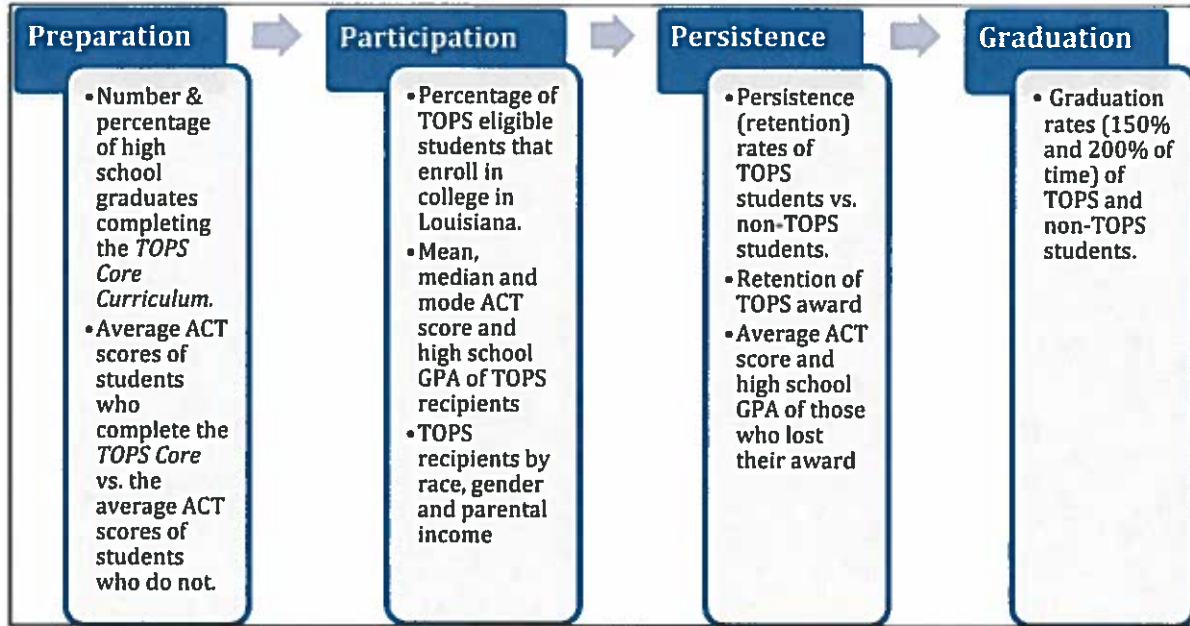 Preparation
•Number &
percentage
of high
school
graduates
completing
the TOPS
Core
Curriculum.
•Average ACT
scores of
students
who
complete the
TOPS Core
vs. the
average ACT
scores of
students
who do not.
Participation
•Percentage of
TOPS eligible
students that
enroll in
college in
Louisiana.
•Mean,
median and
mode ACT
score and
high school
GPA of TOPS
recipients
•TOPS
recipients by
race, gender
and parental
income
Persistence
•Persistence
(retention)
rates of
TOPS
students vs.
non-TOPS
students.
•Retention of
TOPS award
•Average ACT
score and
high school
GPA of those
who lost
their award
Graduation
• Graduation
rates (150%
and 200% of
time) of
TOPS and
non-TOPS
students.